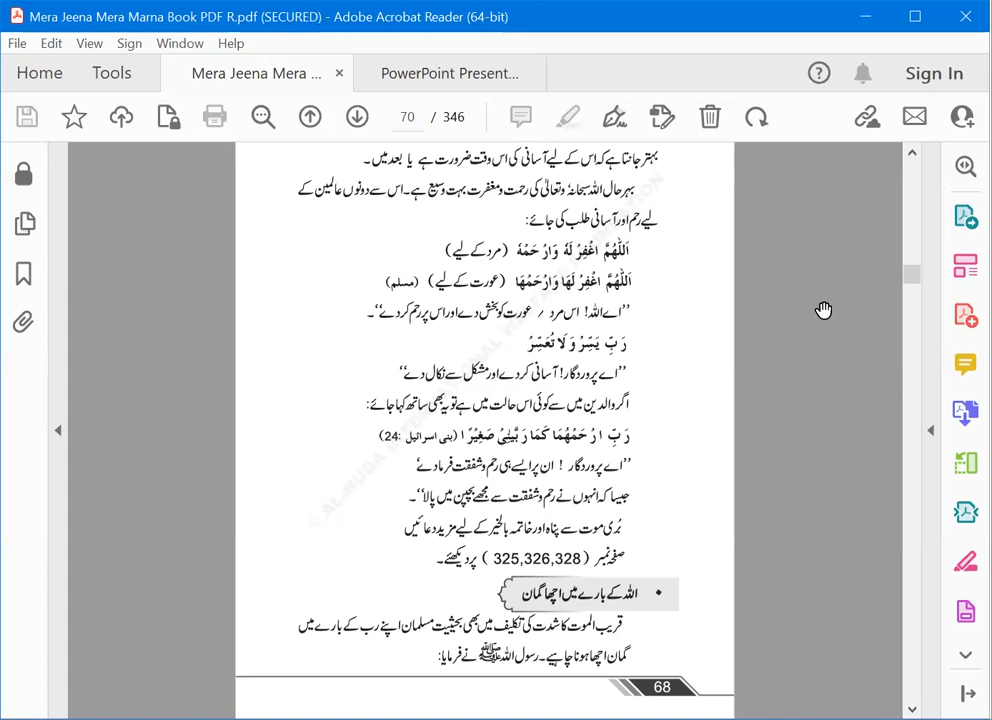 Mera Jeena Mera Marna Book PDF R.pdf (SECURED) - Adobe Acrobat Reader (64-bit)
File Edit View Sign Window Help
Home Tools Mera Jeena Mera ... × PowerPoint Present... Sign In
70 / 346
بہتر جانتا ہے کہ اس کے لیے آسانی کی اس وقت ضرورت ہے یا بعد میں۔
بہر حال اللہ سبحانہٗ وتعالیٰ کی رحمت و مغفرت بہت وسیع ہے۔ اس سے دونوں عالمین کے
لیے رحم اور آسانی طلب کی جائے:
اَللّٰهُمَّ اغْفِرْ لَهٗ وَارْحَمْهٗ (مرد کے لیے)
اَللّٰهُمَّ اغْفِرْ لَهَا وَارْحَمْهَا (عورت کے لیے) (مسلم)
’’اے اللہ! اس مرد / عورت کو بخش دے اور اس پر رحم کر دے‘‘۔
رَبِّ يَسِّرْ وَلَا تُعَسِّرْ
’’اے پروردگار! آسانی کر دے اور مشکل سے نکال دے‘‘
اگر والدین میں سے کوئی اس حالت میں ہے تو یہ بھی ساتھ کہا جائے:
رَبِّ ارْحَمْهُمَا كَمَا رَبَّيٰنِيْ صَغِيْرًا (بنی اسرائیل :24)
’’اے پروردگار ! ان پر ایسے ہی رحم و شفقت فرما دے
جیسا کہ انہوں نے رحم و شفقت سے مجھے بچپن میں پالا‘‘۔
بُری موت سے پناہ اور خاتمہ بالخیر کے لیے مزید دعائیں
صفحہ نمبر ( 325,326,328 ) پر دیکھئے۔
• اللہ کے بارے میں اچھا گمان
قریب الموت کا شدت کی تکلیف میں بھی بحیثیت مسلمان اپنے رب کے بارے میں
گمان اچھا ہونا چاہیے۔ رسول اللہ ﷺ نے فرمایا:
68